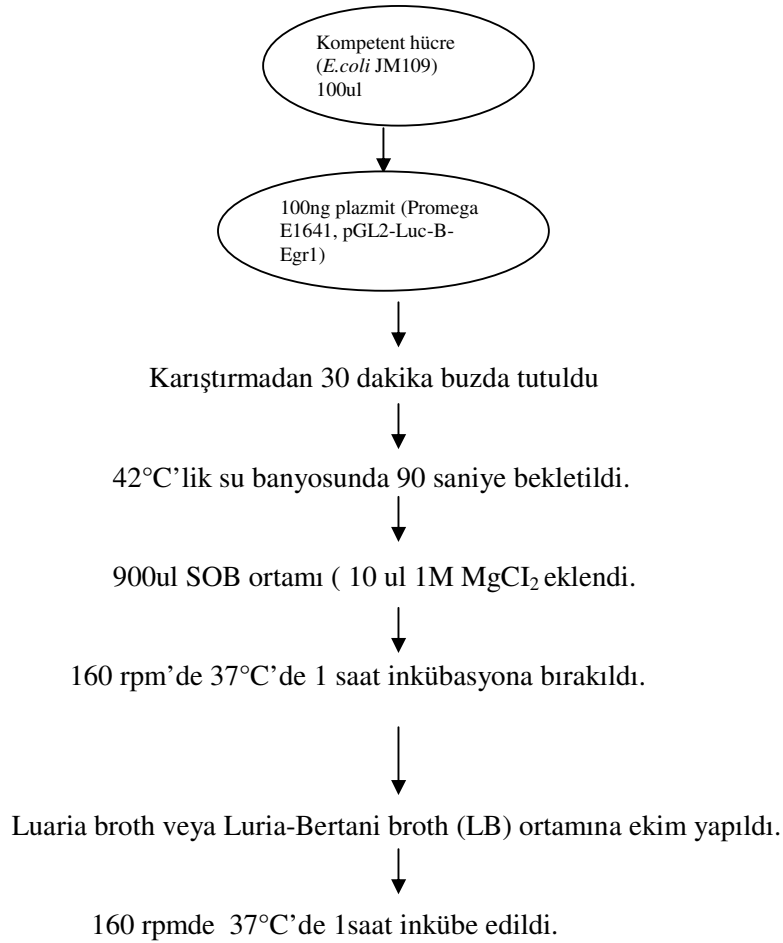 Kompetent hücre
(E.coli JM109)
100ul
100ng plazmit (Promega
E1641, pGL2-Luc-B-
Egr1)
Karıştırmadan 30 dakika buzda tutuldu
42°C’lik su banyosunda 90 saniye bekletildi.
900ul SOB ortamı ( 10 ul 1M MgCI₂ eklendi.
160 rpm’de 37°C’de 1 saat inkübasyona bırakıldı.
Luaria broth veya Luria-Bertani broth (LB) ortamına ekim yapıldı.
160 rpmde 37°C’de 1saat inkübe edildi.